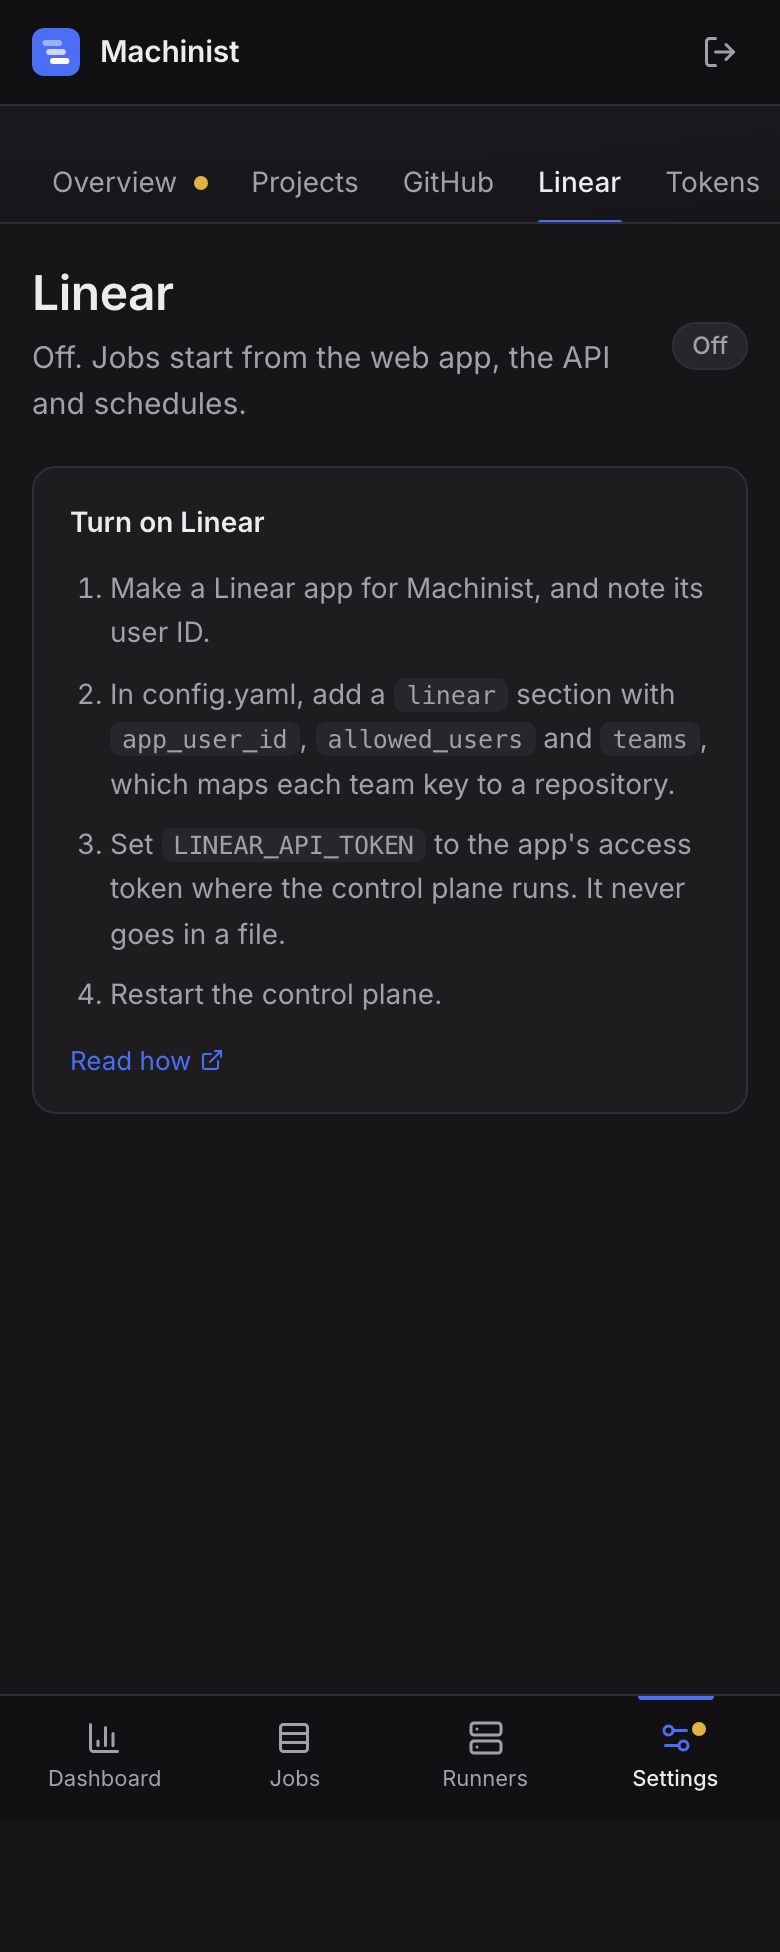 Machinist
Overview Projects GitHub Linear Tokens
Linear
Off. Jobs start from the web app, the API
and schedules.
Off
Turn on Linear
1. Make a Linear app for Machinist, and note its
user ID.
2. In config.yaml, add a linear section with
app_user_id, allowed_users and teams,
which maps each team key to a repository.
3. Set LINEAR_API_TOKEN to the app's access
token where the control plane runs. It never
goes in a file.
4. Restart the control plane.
Read how
Dashboard Jobs Runners Settings